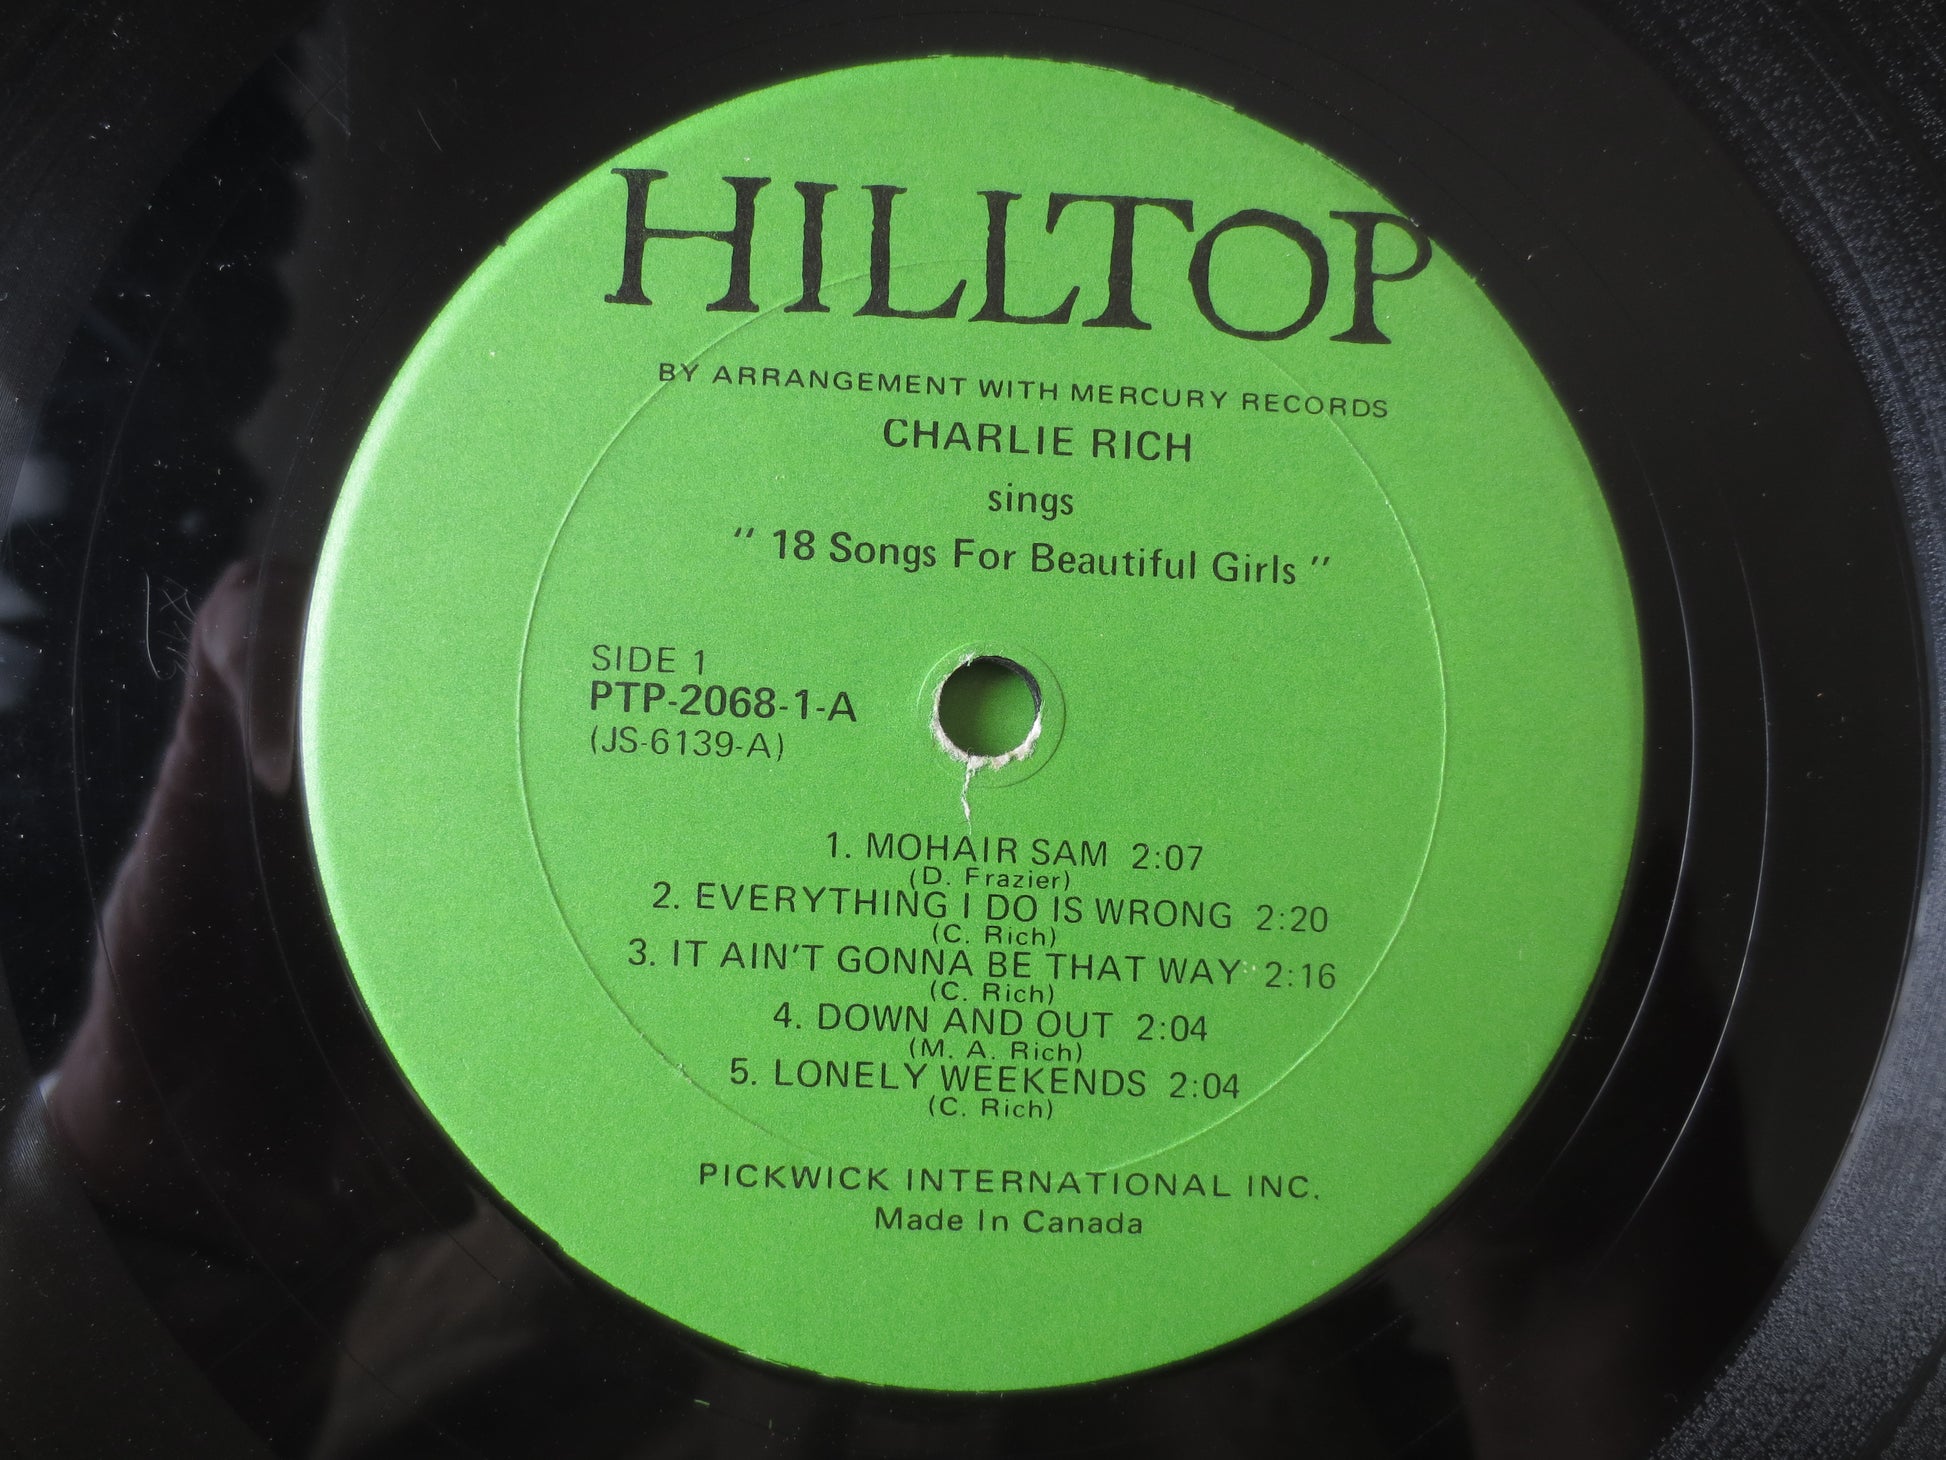 HILLTOP
BY ARRANGEMENT WITH MERCURY RECORDS
CHARLIE RICH
sings
" 18 Songs For Beautiful Girls "
SIDE 1
PTP-2068-1-A
(JS-6139-A)
1. MOHAIR SAM 2:07
(D. Frazier)
2. EVERYTHING I DO IS WRONG 2:20
(C. Rich)
3. IT AIN'T GONNA BE THAT WAY 2:16
(C. Rich)
4. DOWN AND OUT 2:04
(M. A. Rich)
5. LONELY WEEKENDS 2:04
(C. Rich)
PICKWICK INTERNATIONAL INC.
Made In Canada